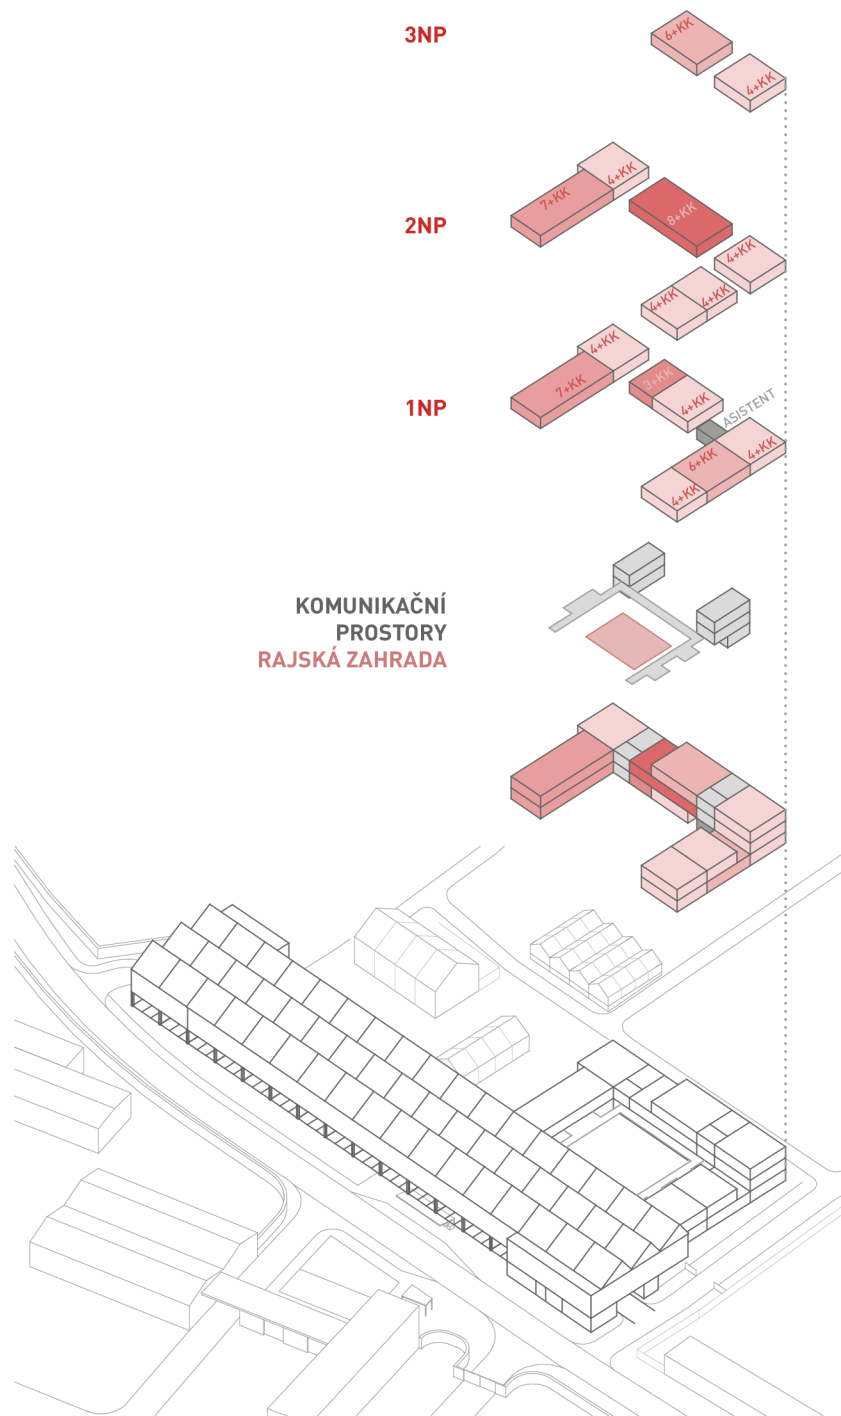 3NP
6+KK
4+KK
2NP
4+KK
7+KK
8+KK
4+KK
4+KK
4+KK
1NP
4+KK
7+KK
3+KK
4+KK
ASISTENT
4+KK
6+KK
4+KK
KOMUNIKAČNÍ
PROSTORY
RAJSKÁ ZAHRADA